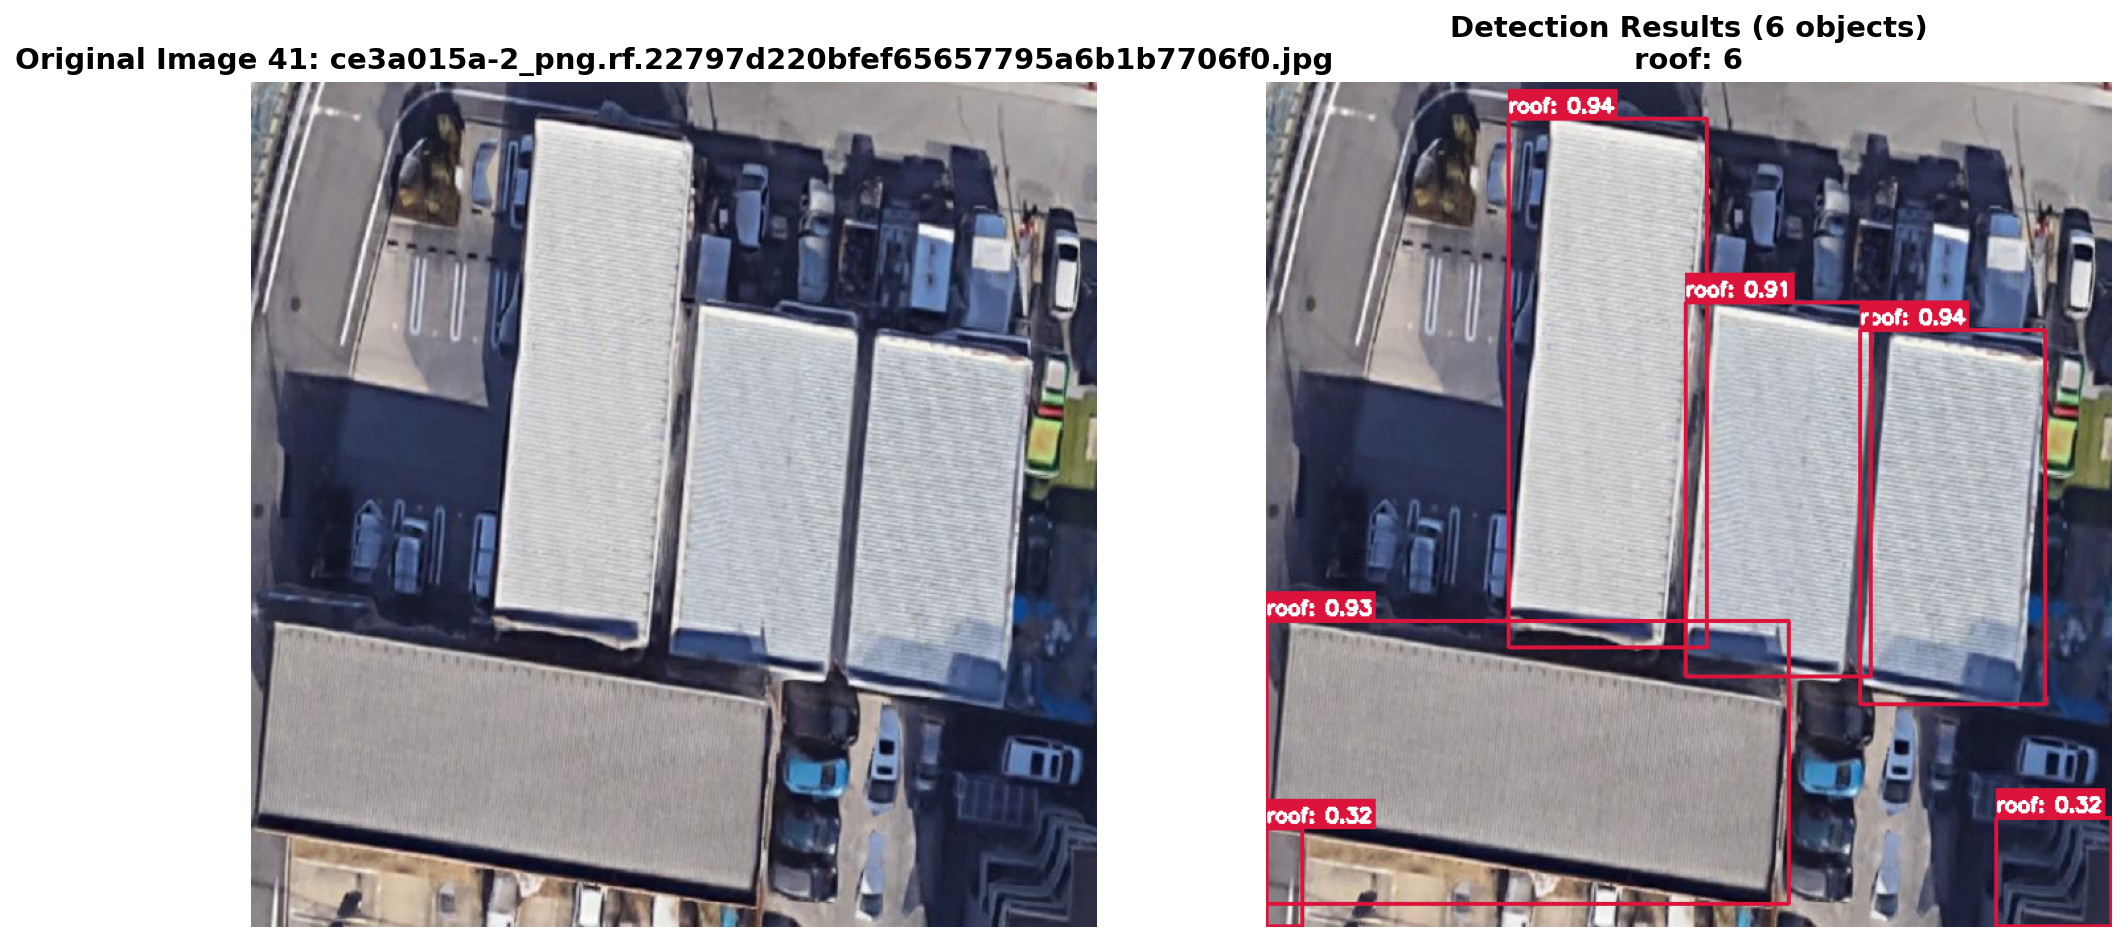 Original Image 41: ce3a015a-2_png.rf.22797d220bfef65657795a6b1b7706f0.jpg
Detection Results (6 objects)
roof: 6
roof: 0.94
roof: 0.91
roof: 0.94
roof: 0.93
roof: 0.32
roof: 0.32